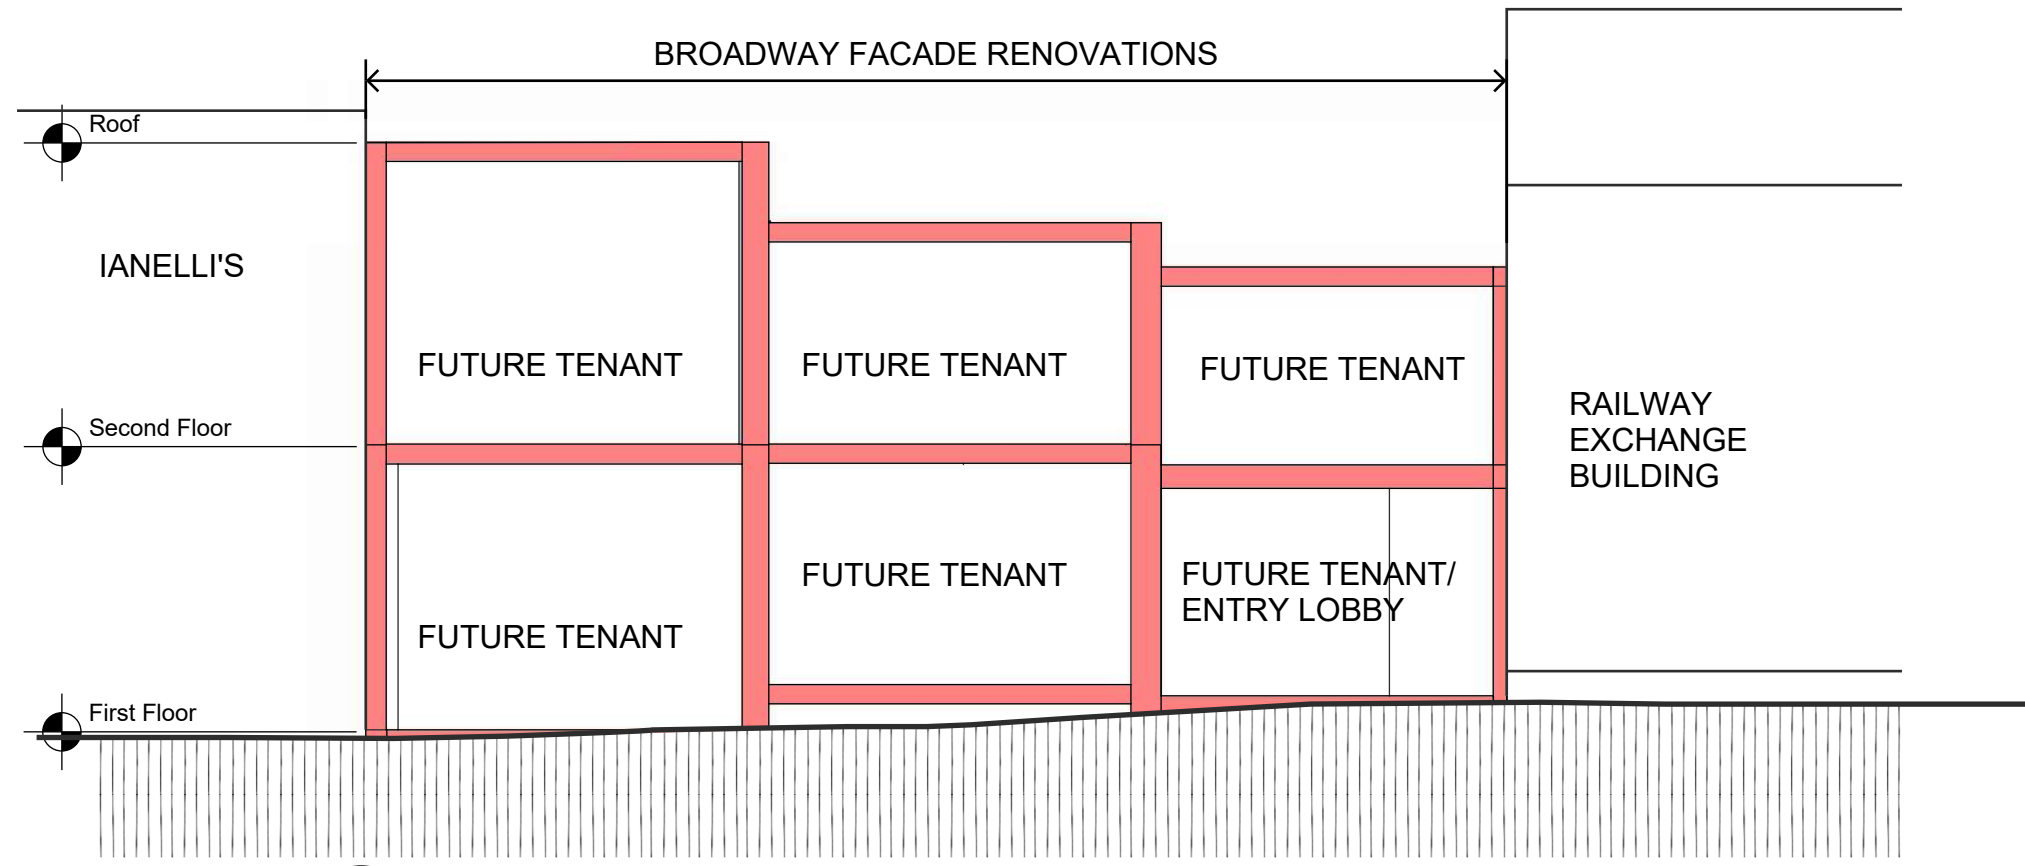 BROADWAY FACADE RENOVATIONS
Roof
IANELLI'S
FUTURE TENANT
FUTURE TENANT
FUTURE TENANT
RAILWAY
EXCHANGE
BUILDING
Second Floor
FUTURE TENANT
FUTURE TENANT
FUTURE TENANT/
ENTRY LOBBY
First Floor